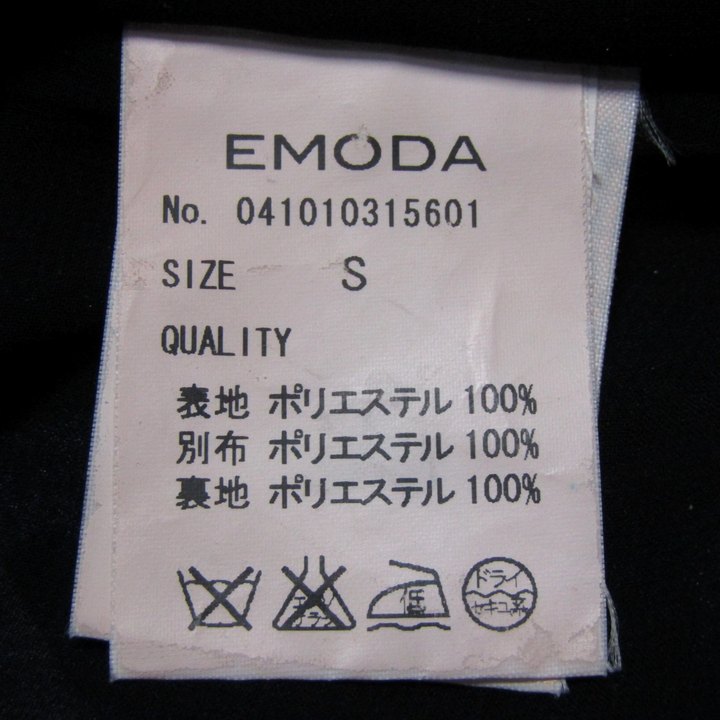 EMODA
No. 041010315601
SIZE S
QUALITY
表地 ポリエステル 100%
別布 ポリエステル 100%
裏地 ポリエステル 100%
低
ドライ
セキユ系